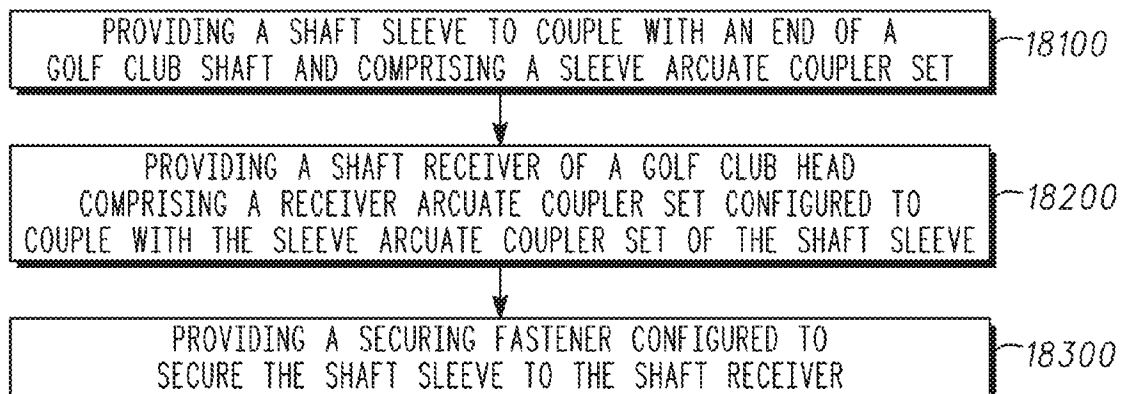 PROVIDING A SHAFT SLEEVE TO COUPLE WITH AN END OF A
GOLF CLUB SHAFT AND COMPRISING A SLEEVE ARCUATE COUPLER SET
18100
PROVIDING A SHAFT RECEIVER OF A GOLF CLUB HEAD
COMPRISING A RECEIVER ARCUATE COUPLER SET CONFIGURED TO
COUPLE WITH THE SLEEVE ARCUATE COUPLER SET OF THE SHAFT SLEEVE
18200
PROVIDING A SECURING FASTENER CONFIGURED TO
SECURE THE SHAFT SLEEVE TO THE SHAFT RECEIVER
18300